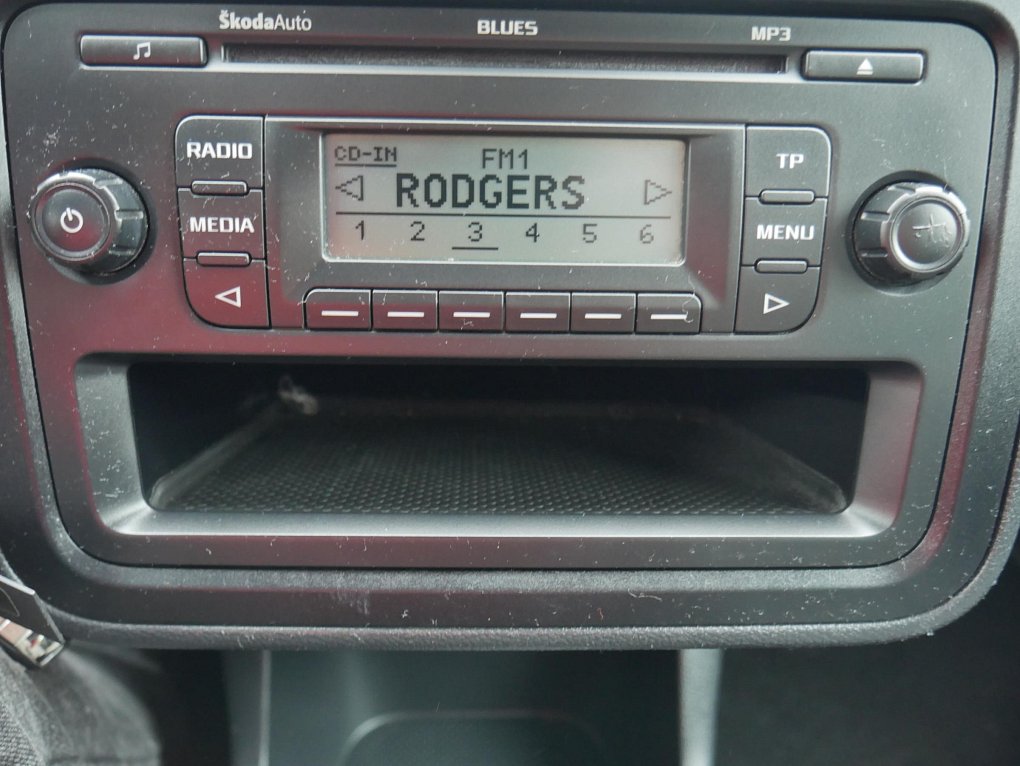 ŠkodaAuto BLUES MP3
RADIO
MEDIA
CD-IN FM1
RODGERS
1 2 3 4 5 6
TP
MENU